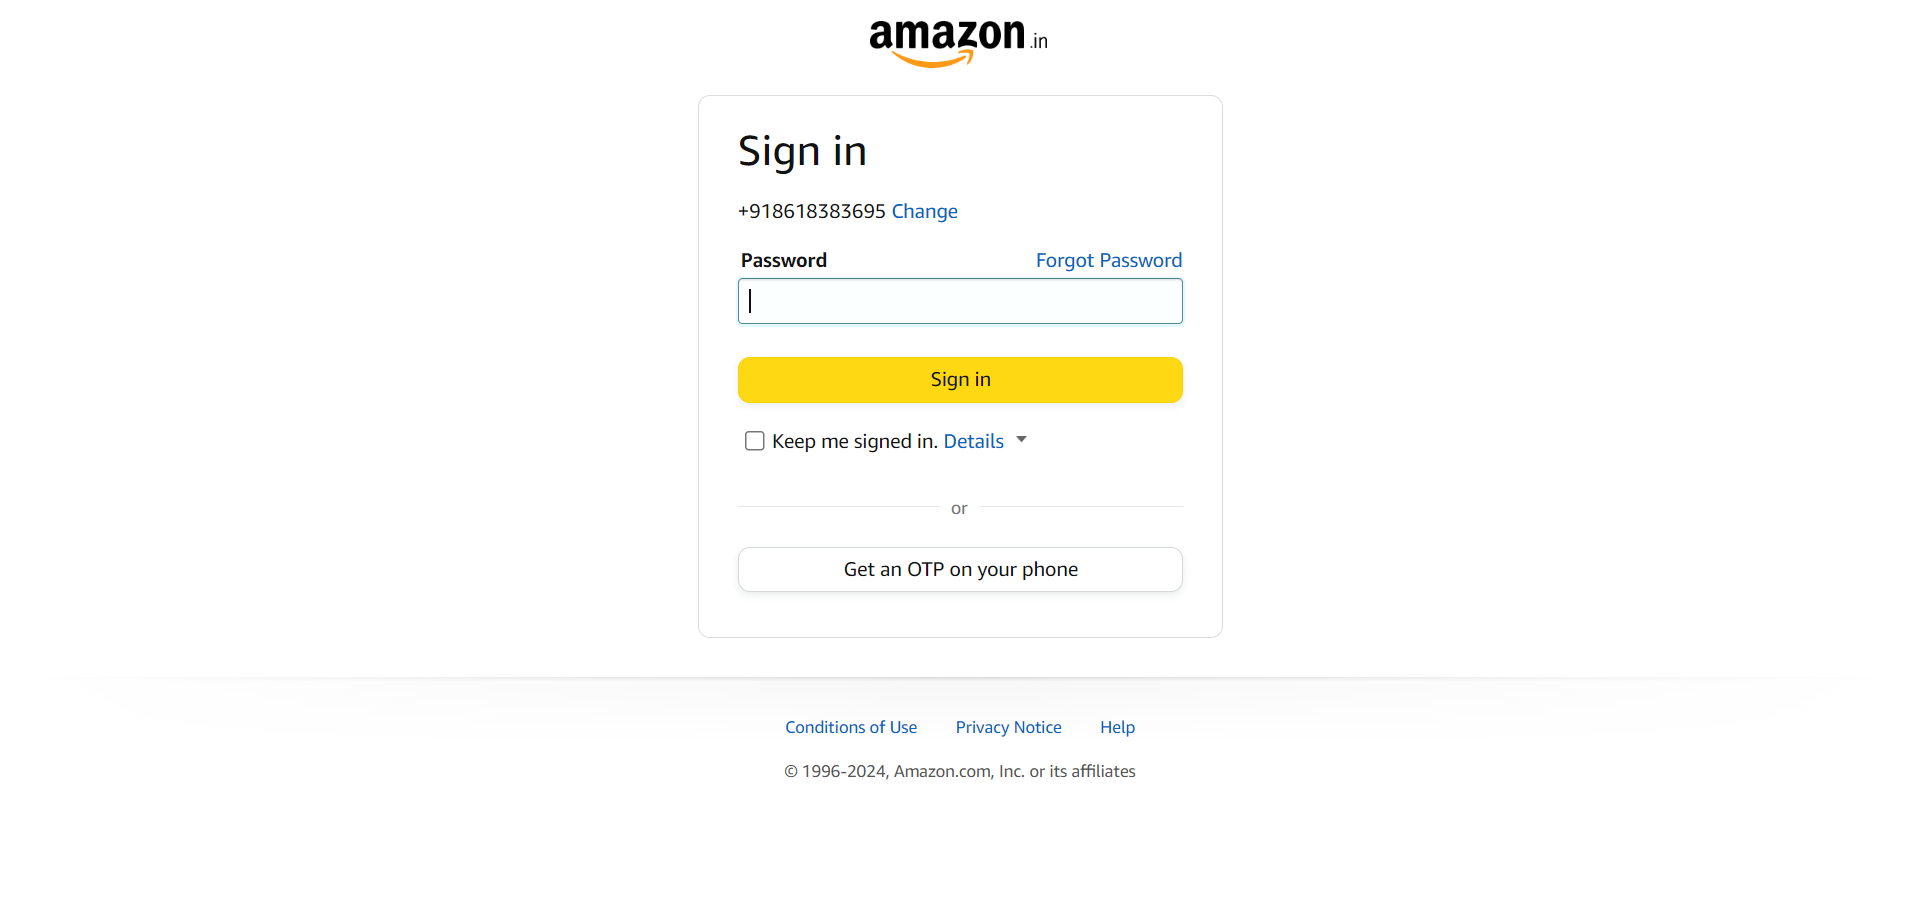 amazon.in
Sign in
+918618383695 Change
Password Forgot Password
Sign in
Keep me signed in. Details
or
Get an OTP on your phone
Conditions of Use Privacy Notice Help
© 1996-2024, Amazon.com, Inc. or its affiliates